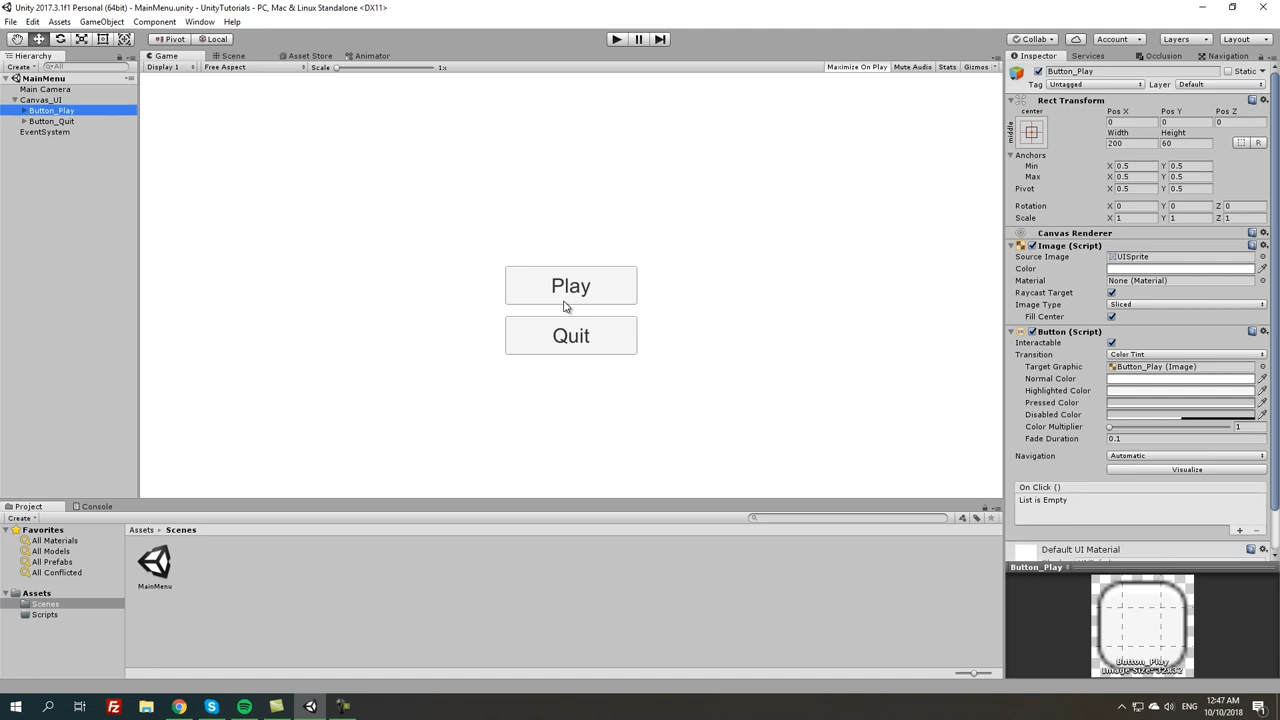 Unity 2017.3.1f1 Personal (64bit) - MainMenu.unity - UnityTutorials - PC, Mac & Linux Standalone <DX11>
File Edit Assets GameObject Component Window Help
Pivot Local Collab Account Layers Layout
Hierarchy Game Scene Asset Store Animator Inspector Services Occlusion Navigation
Create All Display 1 Free Aspect Scale 1x Maximize On Play Mute Audio Stats Gizmos Button_Play Static
MainMenu
Main Camera
Canvas_UI
Button_Play
Button_Quit
EventSystem
Play
Quit
Tag Untagged Layer Default
Rect Transform
center
middle
Pos X Pos Y Pos Z
0 0 0
Width Height
200 60
R
Anchors
Min X 0.5 Y 0.5
Max X 0.5 Y 0.5
Pivot X 0.5 Y 0.5
Rotation X 0 Y 0 Z 0
Scale X 1 Y 1 Z 1
Canvas Renderer
Image (Script)
Source Image UISprite
Color
Material None (Material)
Raycast Target
Image Type Sliced
Fill Center
Button (Script)
Interactable
Transition Color Tint
Target Graphic Button_Play (Image)
Normal Color
Highlighted Color
Pressed Color
Disabled Color
Color Multiplier 1
Fade Duration 0.1
Navigation Automatic
Visualize
On Click ()
List is Empty
Default UI Material
Button_Play
Button_Play
Image Size: 32x32
Project Console
Create
Favorites
All Materials
All Models
All Prefabs
All Conflicted
Assets
Scenes
Scripts
Assets Scenes
MainMenu
ENG
12:47 AM
10/10/2018